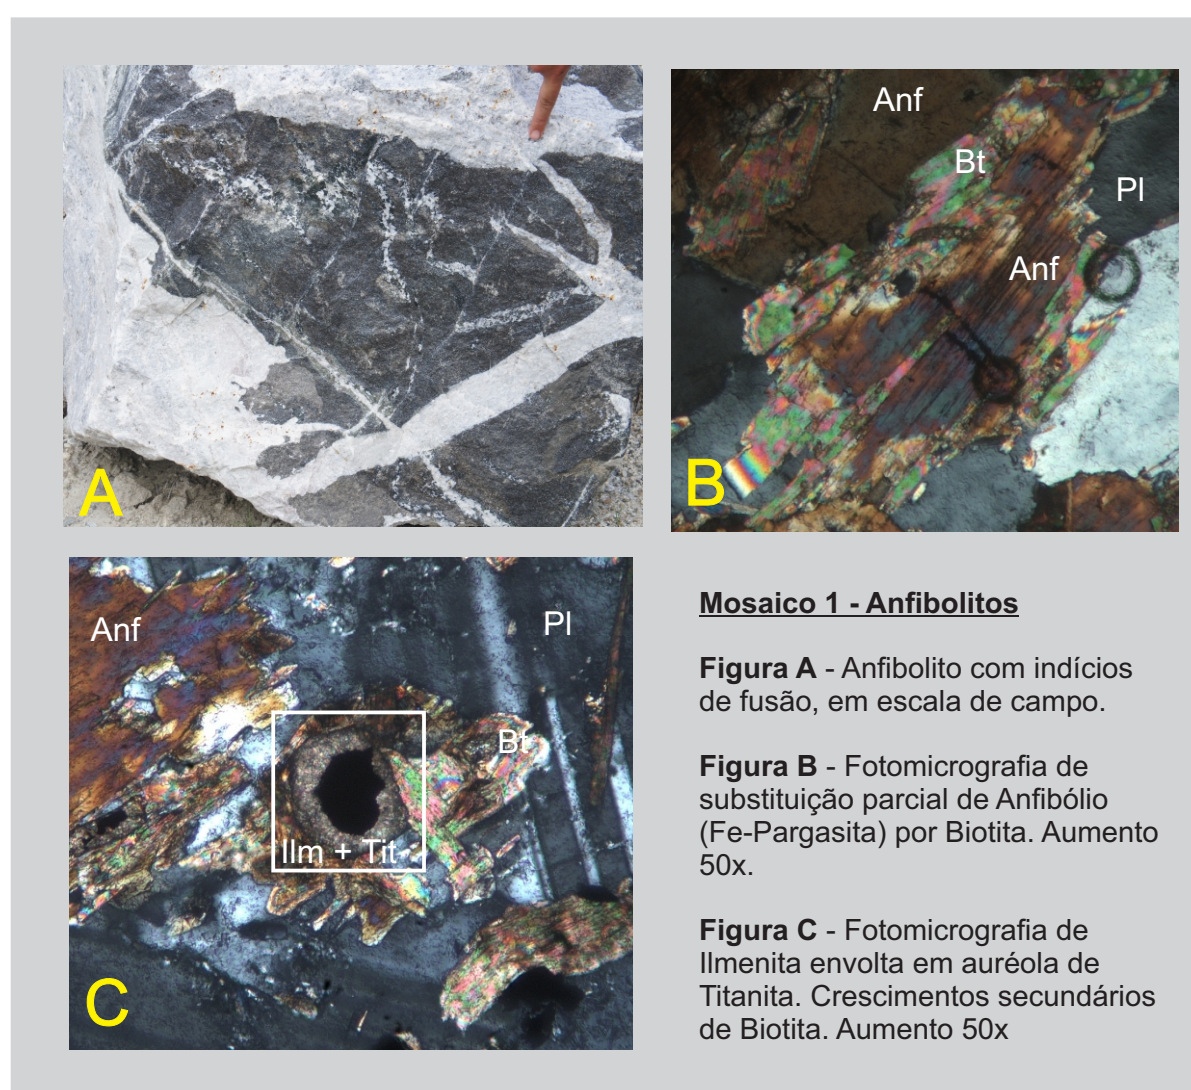 Anf
Bt
Pl
Anf
A
B
Anf
Pl
Bt
Ilm + Tit
C
Mosaico 1 - Anfibolitos
Figura A - Anfibolito com indícios
de fusão, em escala de campo.
Figura B - Fotomicrografia de
substituição parcial de Anfibólio
(Fe-Pargasita) por Biotita. Aumento
50x.
Figura C - Fotomicrografia de
Ilmenita envolta em auréola de
Titanita. Crescimentos secundários
de Biotita. Aumento 50x